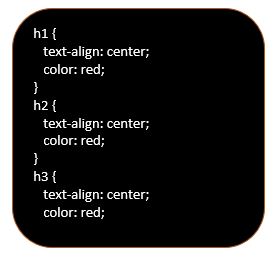 h1 {
text-align: center;
color: red;
}
h2 {
text-align: center;
color: red;
}
h3 {
text-align: center;
color: red;